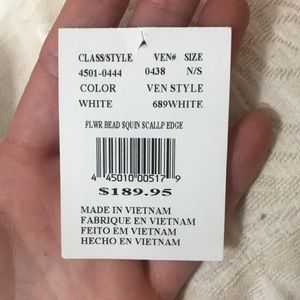 CLASS/STYLE VEN# SIZE
4501-0444 0438 N/S
COLOR VEN STYLE
WHITE 689WHITE
FLWR BEAD SQUIN SCALLP EDGE
4 45010 00517 9
$189.95
MADE IN VIETNAM
FABRIQUE EN VIETNAM
FEITO EM VIETNAM
HECHO EN VIETNAM